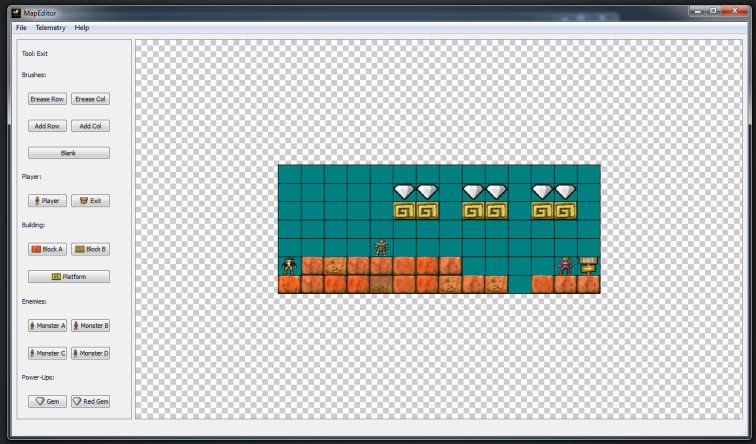 MapEditor
File Telemetry Help
Tool: Exit
Brushes:
Erease Row Erease Col
Add Row Add Col
Blank
Player:
Player Exit
Building:
Block A Block B
Platform
Enemies:
Monster A Monster B
Monster C Monster D
Power-Ups:
Gem Red Gem
EXIT